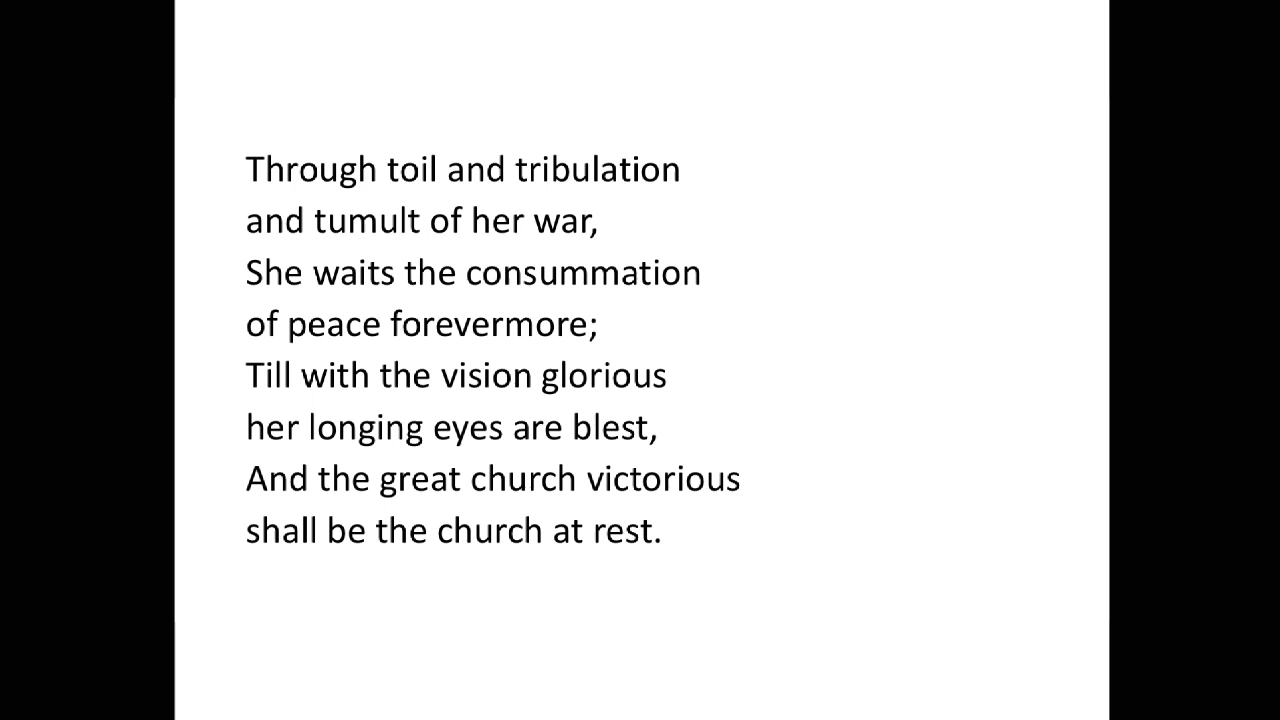 Through toil and tribulation
and tumult of her war,
She waits the consummation
of peace forevermore;
Till with the vision glorious
her longing eyes are blest,
And the great church victorious
shall be the church at rest.